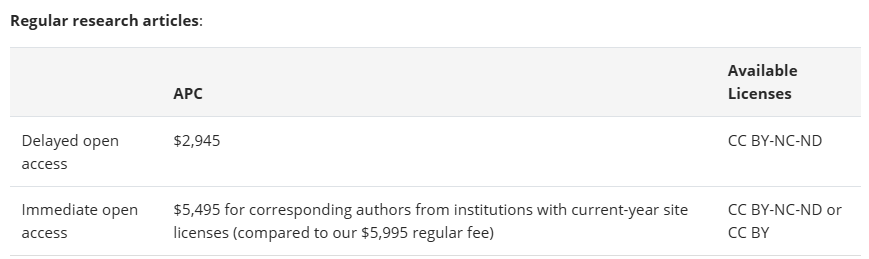 Regular research articles:
APC
Available
Licenses
Delayed open
access
$2,945
CC BY-NC-ND
Immediate open
access
$5,495 for corresponding authors from institutions with current-year site
licenses (compared to our $5,995 regular fee)
CC BY-NC-ND or
CC BY